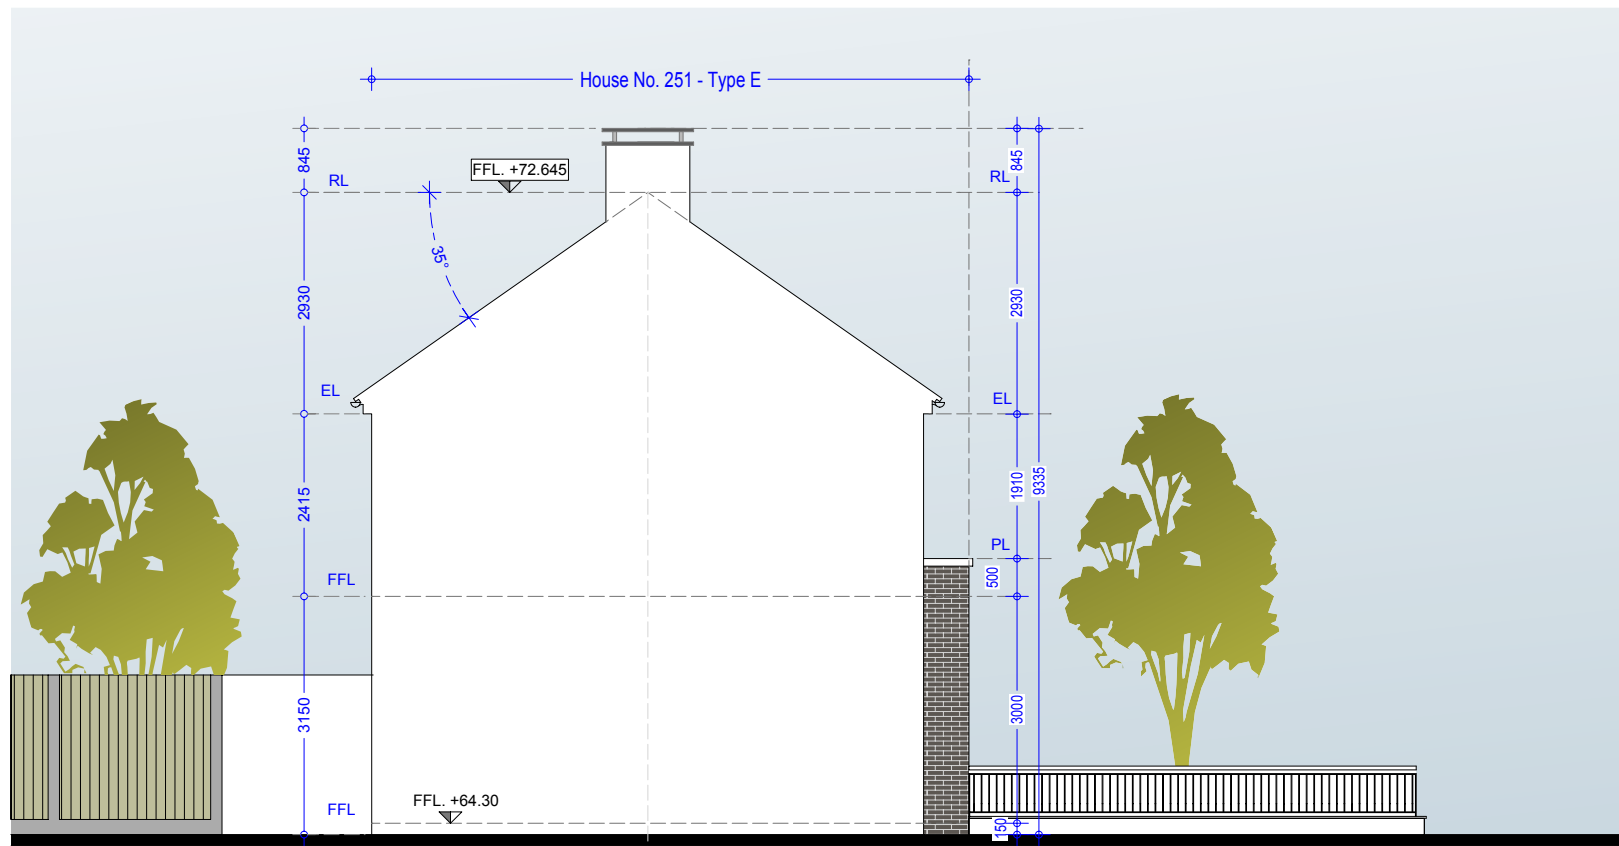 House No. 251 - Type E
845
845
FFL. +72.645
RL
RL
35°
2930
2930
EL
EL
2415
1910
9335
PL
FFL
500
3150
3000
FFL. +64.30
FFL
150